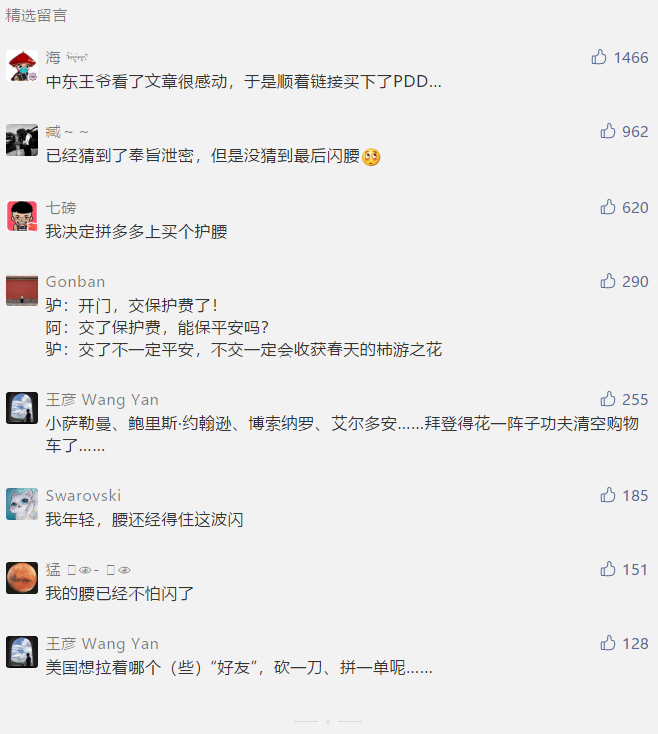 精选留言
海
1466
中东王爷看了文章很感动，于是顺着链接买下了PDD...
臧~~
962
已经猜到了奉旨泄密，但是没猜到最后闪腰
七磅
620
我决定拼多多上买个护腰
Gonban
290
驴：开门，交保护费了！
阿：交了保护费，能保平安吗？
驴：交了不一定平安，不交一定会收获春天的柿游之花
王彦 Wang Yan
255
小萨勒曼、鲍里斯·约翰逊、博索纳罗、艾尔多安......拜登得花一阵子功夫清空购物
车了......
Swarovski
185
我年轻，腰还经得住这波闪
猛
151
我的腰已经不怕闪了
王彦 Wang Yan
128
美国想拉着哪个（些）“好友”，砍一刀、拼一单呢......